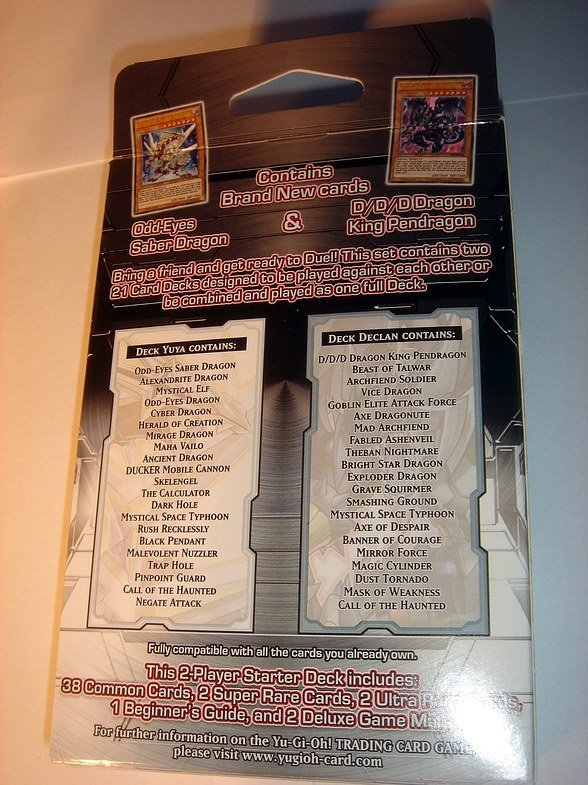 Contains
Brand New cards
Odd-Eyes
Saber Dragon
&
D/D/D Dragon
King Pendragon
Bring a friend and get ready to Duel! This set contains two
21 Card Decks designed to be played against each other or
be combined and played as one full Deck.
Deck Yuya contains:
Odd-Eyes Saber Dragon
Alexandrite Dragon
Mystical Elf
Odd-Eyes Dragon
Cyber Dragon
Herald of Creation
Mirage Dragon
Maha Vailo
Ancient Dragon
DUCKER Mobile Cannon
Skelengel
The Calculator
Dark Hole
Mystical Space Typhoon
Rush Recklessly
Black Pendant
Malevolent Nuzzler
Trap Hole
Pinpoint Guard
Call of the Haunted
Negate Attack
Deck Declan contains:
D/D/D Dragon King Pendragon
Beast of Talwar
Archfiend Soldier
Vice Dragon
Goblin Elite Attack Force
Axe Dragonute
Mad Archfiend
Fabled Ashenveil
Theban Nightmare
Bright Star Dragon
Exploder Dragon
Grave Squirmer
Smashing Ground
Mystical Space Typhoon
Axe of Despair
Banner of Courage
Mirror Force
Magic Cylinder
Dust Tornado
Mask of Weakness
Call of the Haunted
Fully compatible with all the cards you already own.
This 2-Player Starter Deck includes:
38 Common Cards, 2 Super Rare Cards, 2 Ultra
1 Beginner's Guide, and 2 Deluxe Game
For further information on the Yu-Gi-Oh! TRADING CARD GAME
please visit www.yugioh-card.com